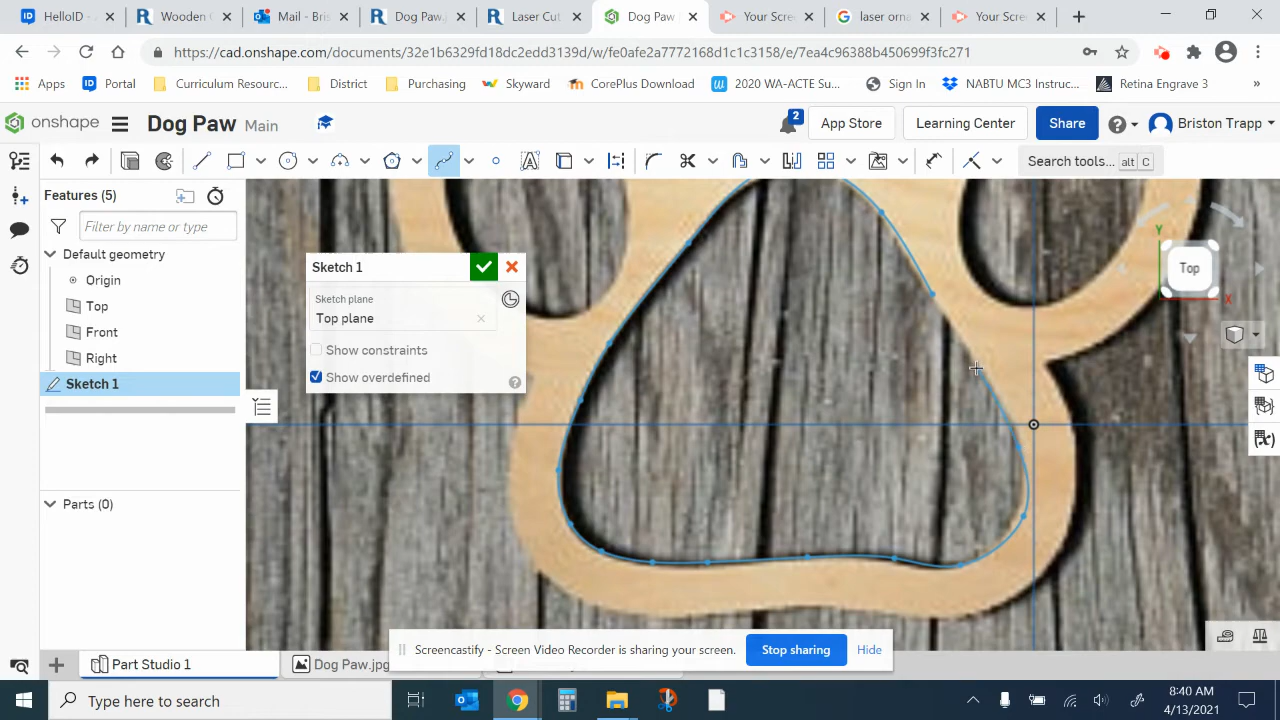 HelloID -
Wooden C
Mail - Bris
Dog Paw.j
Laser Cut
Dog Paw
Your Scre
laser orna
Your Scre
https://cad.onshape.com/documents/32e1b6329fd18dc2edd3139d/w/fe0afe2a7772168d1c1c3158/e/7ea4c96388b450699f3fc271
Apps
Portal
Curriculum Resourc...
District
Purchasing
Skyward
CorePlus Download
2020 WA-ACTE Su...
Sign In
NABTU MC3 Instruc...
Retina Engrave 3
»
onshape
Dog Paw Main
2
App Store
Learning Center
Share
Briston Trapp
Search tools... alt C
Features (5)
Filter by name or type
Default geometry
Origin
Top
Front
Right
Sketch 1
Parts (0)
Sketch 1
Sketch plane
Top plane
Show constraints
Show overdefined
Y
Top
X
Screencastify - Screen Video Recorder is sharing your screen.
Stop sharing
Hide
Part Studio 1
Dog Paw.jpg
Type here to search
8:40 AM
4/13/2021